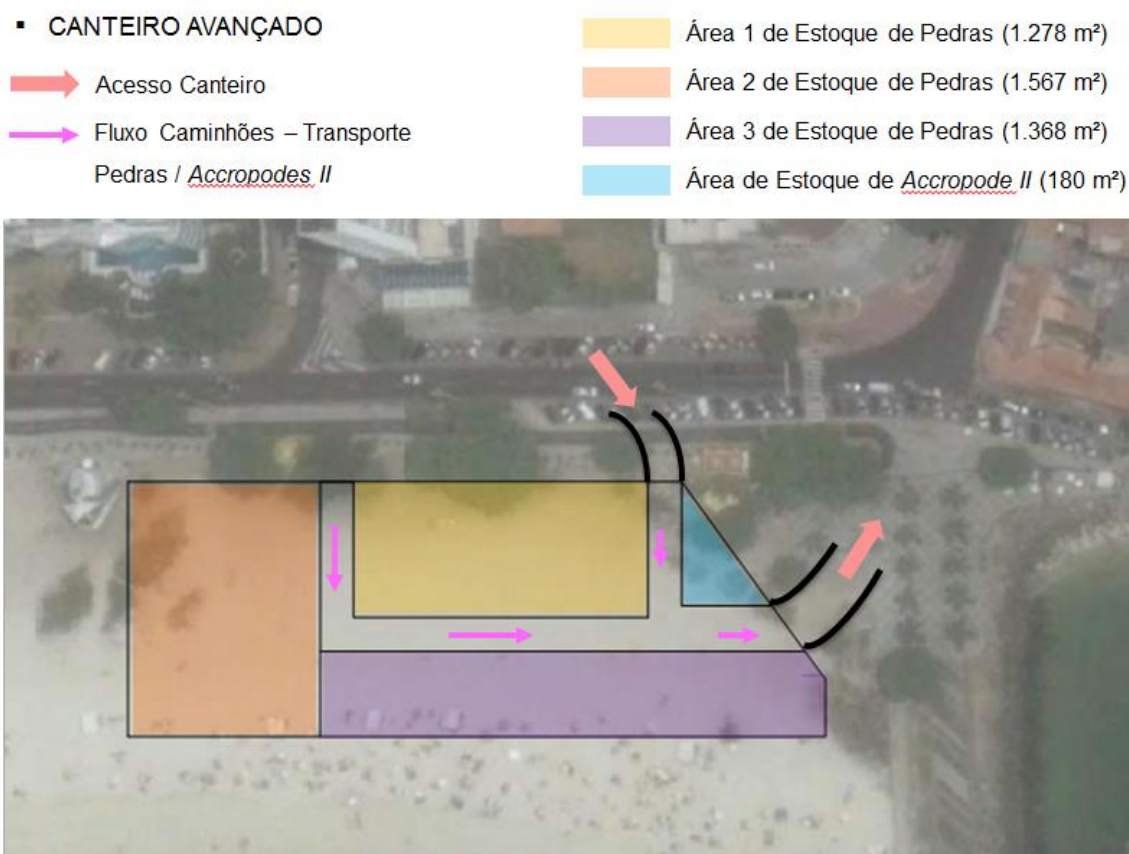 ▪ CANTEIRO AVANÇADO
Acesso Canteiro
Fluxo Caminhões – Transporte
Pedras / Accropodes II
Área 1 de Estoque de Pedras (1.278 m²)
Área 2 de Estoque de Pedras (1.567 m²)
Área 3 de Estoque de Pedras (1.368 m²)
Área de Estoque de Accropode II (180 m²)